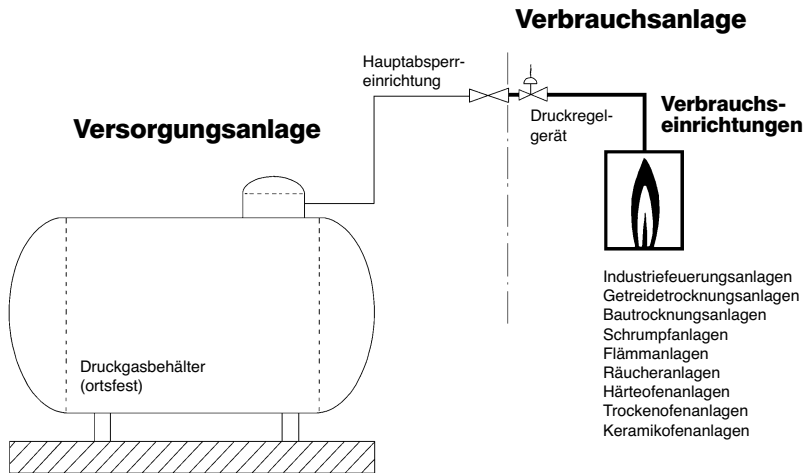 Verbrauchsanlage
Hauptabsperr-
einrichtung
Versorgungsanlage
Druckregel-
gerät
Verbrauchs-
einrichtungen
Druckgasbehälter
(ortsfest)
Industriefeuerungsanlagen
Getreidetrocknungsanlagen
Bautrocknungsanlagen
Schrumpfanlagen
Flämmanlagen
Räucheranlagen
Härteofenanlagen
Trockenofenanlagen
Keramikofenanlagen